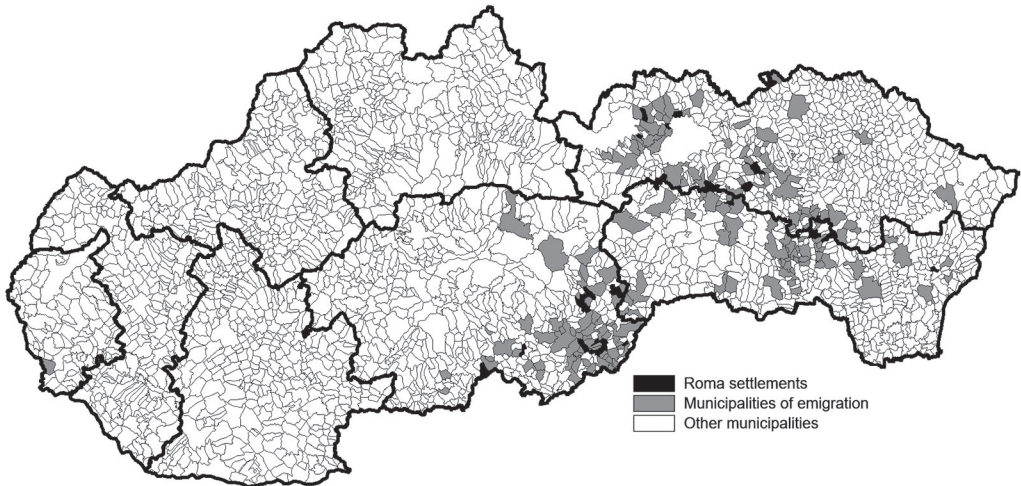 Roma settlements
Municipalities of emigration
Other municipalities